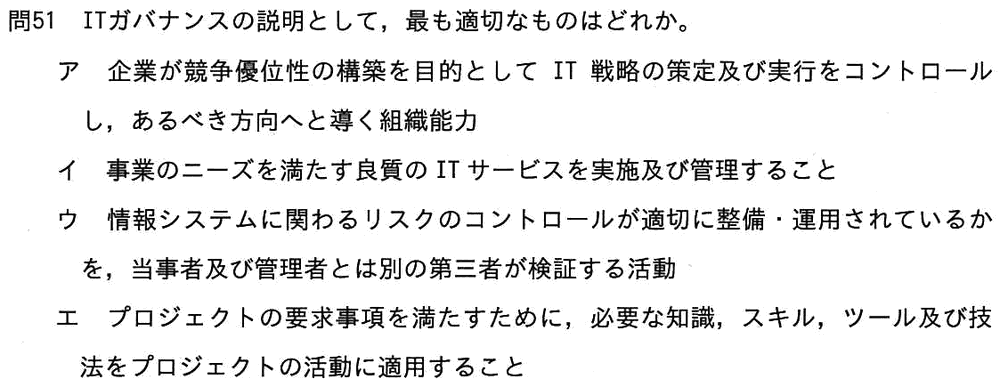 問51 ITガバナンスの説明として，最も適切なものはどれか。
ア 企業が競争優位性の構築を目的として IT 戦略の策定及び実行をコントロール
し，あるべき方向へと導く組織能力
イ 事業のニーズを満たす良質の IT サービスを実施及び管理すること
ウ 情報システムに関わるリスクのコントロールが適切に整備・運用されているか
を，当事者及び管理者とは別の第三者が検証する活動
エ プロジェクトの要求事項を満たすために，必要な知識，スキル，ツール及び技
法をプロジェクトの活動に適用すること